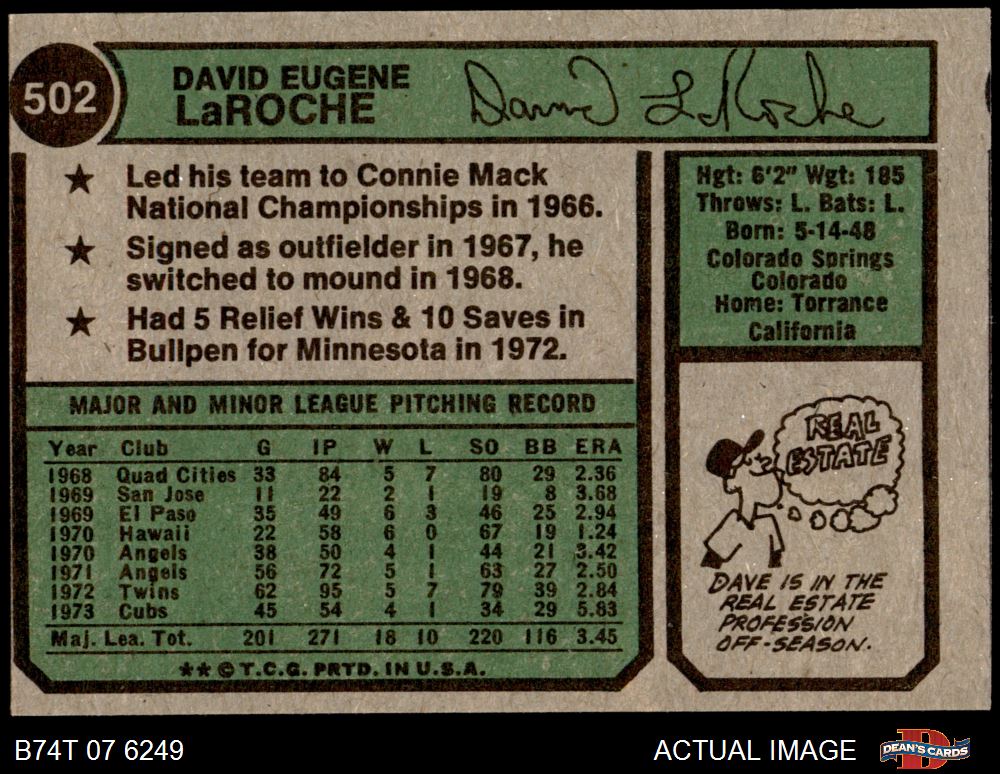 502
DAVID EUGENE
LaROCHE
David LaRoche
★ Led his team to Connie Mack
National Championships in 1966.
★ Signed as outfielder in 1967, he
switched to mound in 1968.
★ Had 5 Relief Wins & 10 Saves in
Bullpen for Minnesota in 1972.
MAJOR AND MINOR LEAGUE PITCHING RECORD
Year Club G IP W L SO BB ERA
1968 Quad Cities 33 84 5 7 80 29 2.36
1969 San Jose 11 22 2 1 19 8 3.68
1969 El Paso 35 49 6 3 46 25 2.94
1970 Hawaii 22 58 6 0 67 19 1.24
1970 Angels 38 50 4 1 44 21 3.42
1971 Angels 56 72 5 1 63 27 2.50
1972 Twins 62 95 5 7 79 39 2.84
1973 Cubs 45 54 4 1 34 29 5.83
Maj. Lea. Tot. 201 271 18 10 220 116 3.45
★★ © T.C.G. PRTD. IN U.S.A.
Hgt: 6'2" Wgt: 185
Throws: L. Bats: L.
Born: 5-14-48
Colorado Springs
Colorado
Home: Torrance
California
REAL
ESTATE
DAVE IS IN THE
REAL ESTATE
PROFESSION
OFF-SEASON.
B74T 07 6249
ACTUAL IMAGE
DEAN'S CARDS